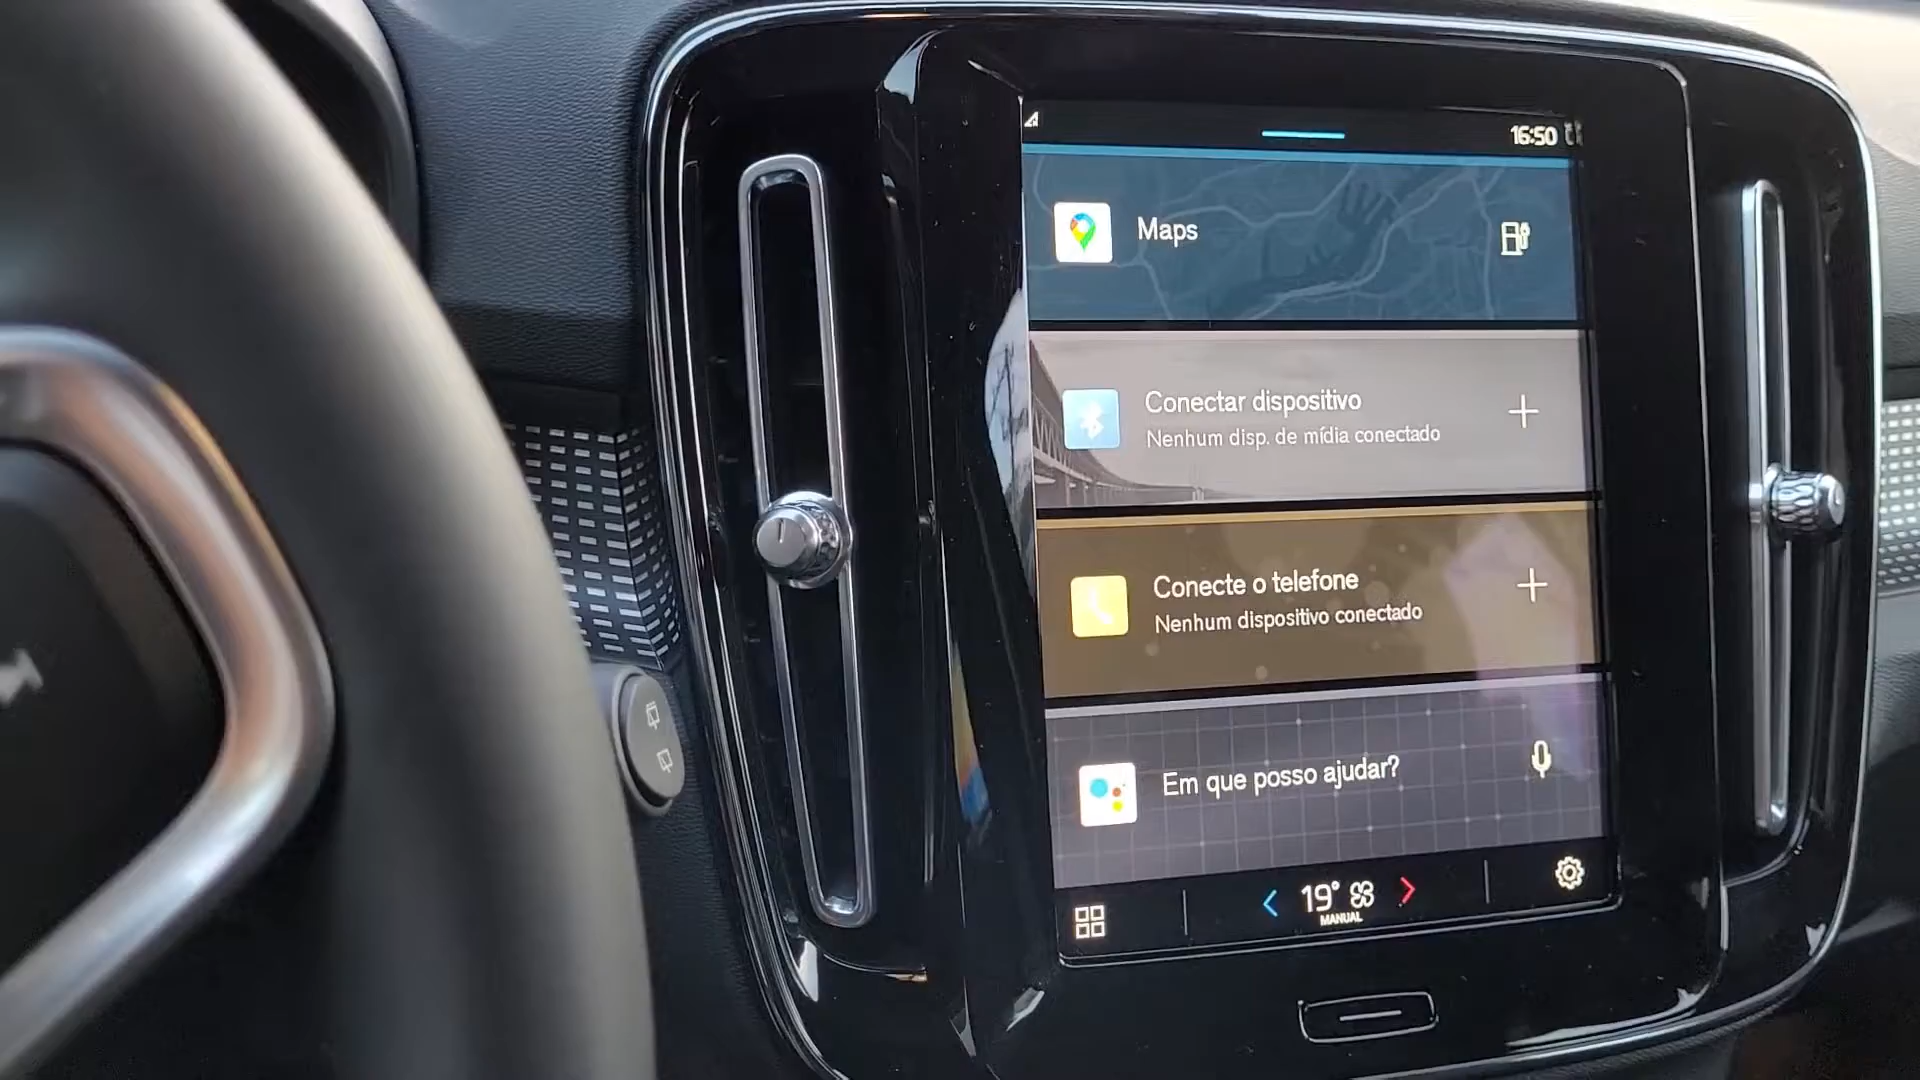 16:50
Maps
Conectar dispositivo
Nenhum disp. de mídia conectado
Conecte o telefone
Nenhum dispositivo conectado
Em que posso ajudar?
19°
MANUAL